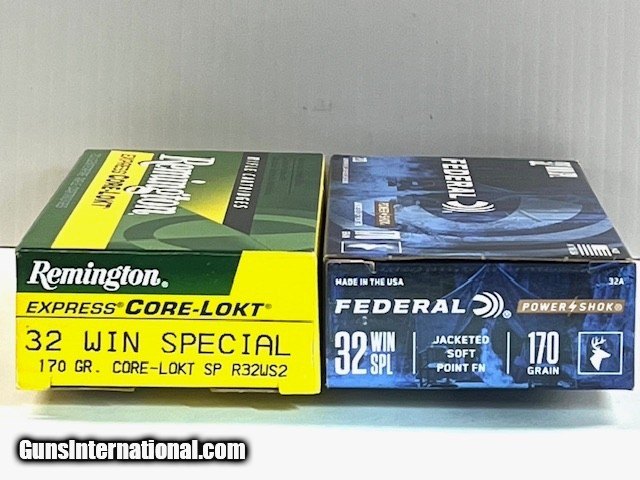 RIFLE CARTRIDGES
Remington
EXPRESS CORE-LOKT
Remington®
EXPRESS® CORE-LOKT®
32 WIN SPECIAL
170 GR. CORE-LOKT SP R32WS2
FEDERAL
POWER SHOK
MADE IN THE USA
32A
FEDERAL®
POWER SHOK®
32 WIN SPL
JACKETED
SOFT
POINT FN
170
GRAIN
GunsInternational.com